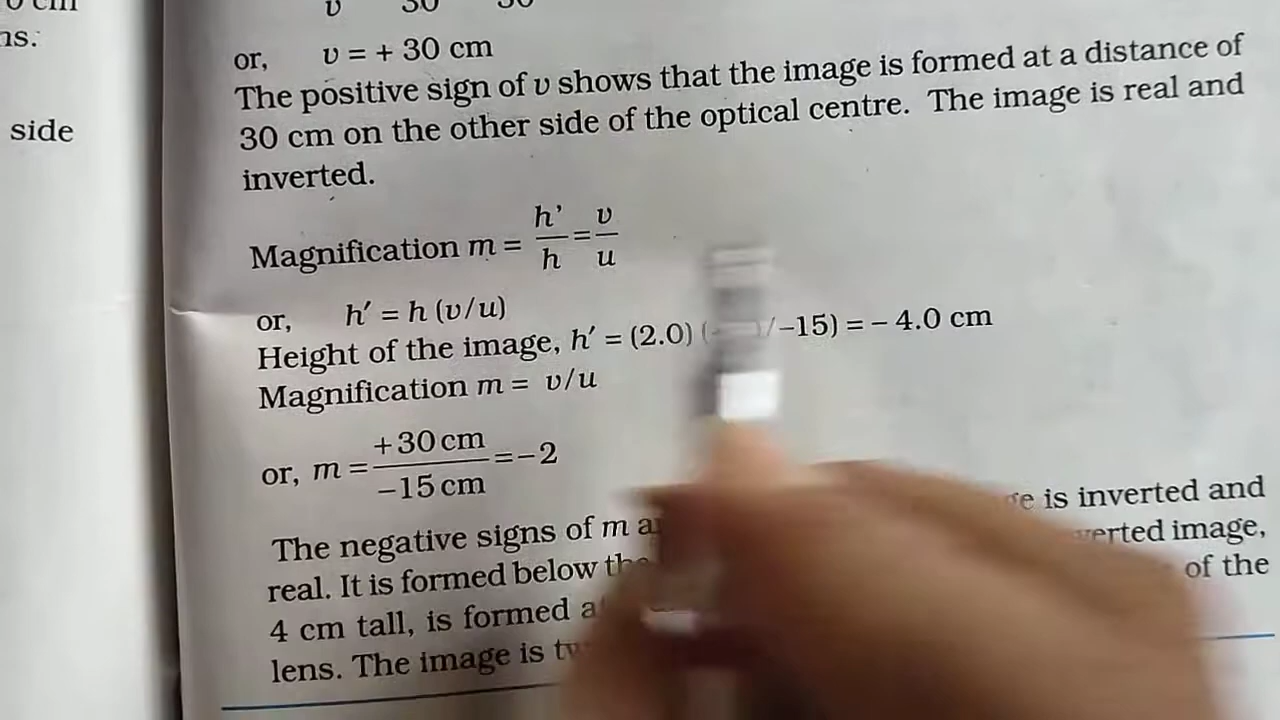 0 cm
ns.
side
υ 30 30
or, υ = + 30 cm
The positive sign of υ shows that the image is formed at a distance of
30 cm on the other side of the optical centre. The image is real and
inverted.
Magnification m = h’/h = υ/u
or, h′ = h (υ/u)
Height of the image, h′ = (2.0) ( /–15) = – 4.0 cm
Magnification m = υ/u
or, m = +30 cm/–15 cm = –2
The negative signs of m is inverted and
real. It is formed below image,
4 cm tall, is formed of the
lens. The image is